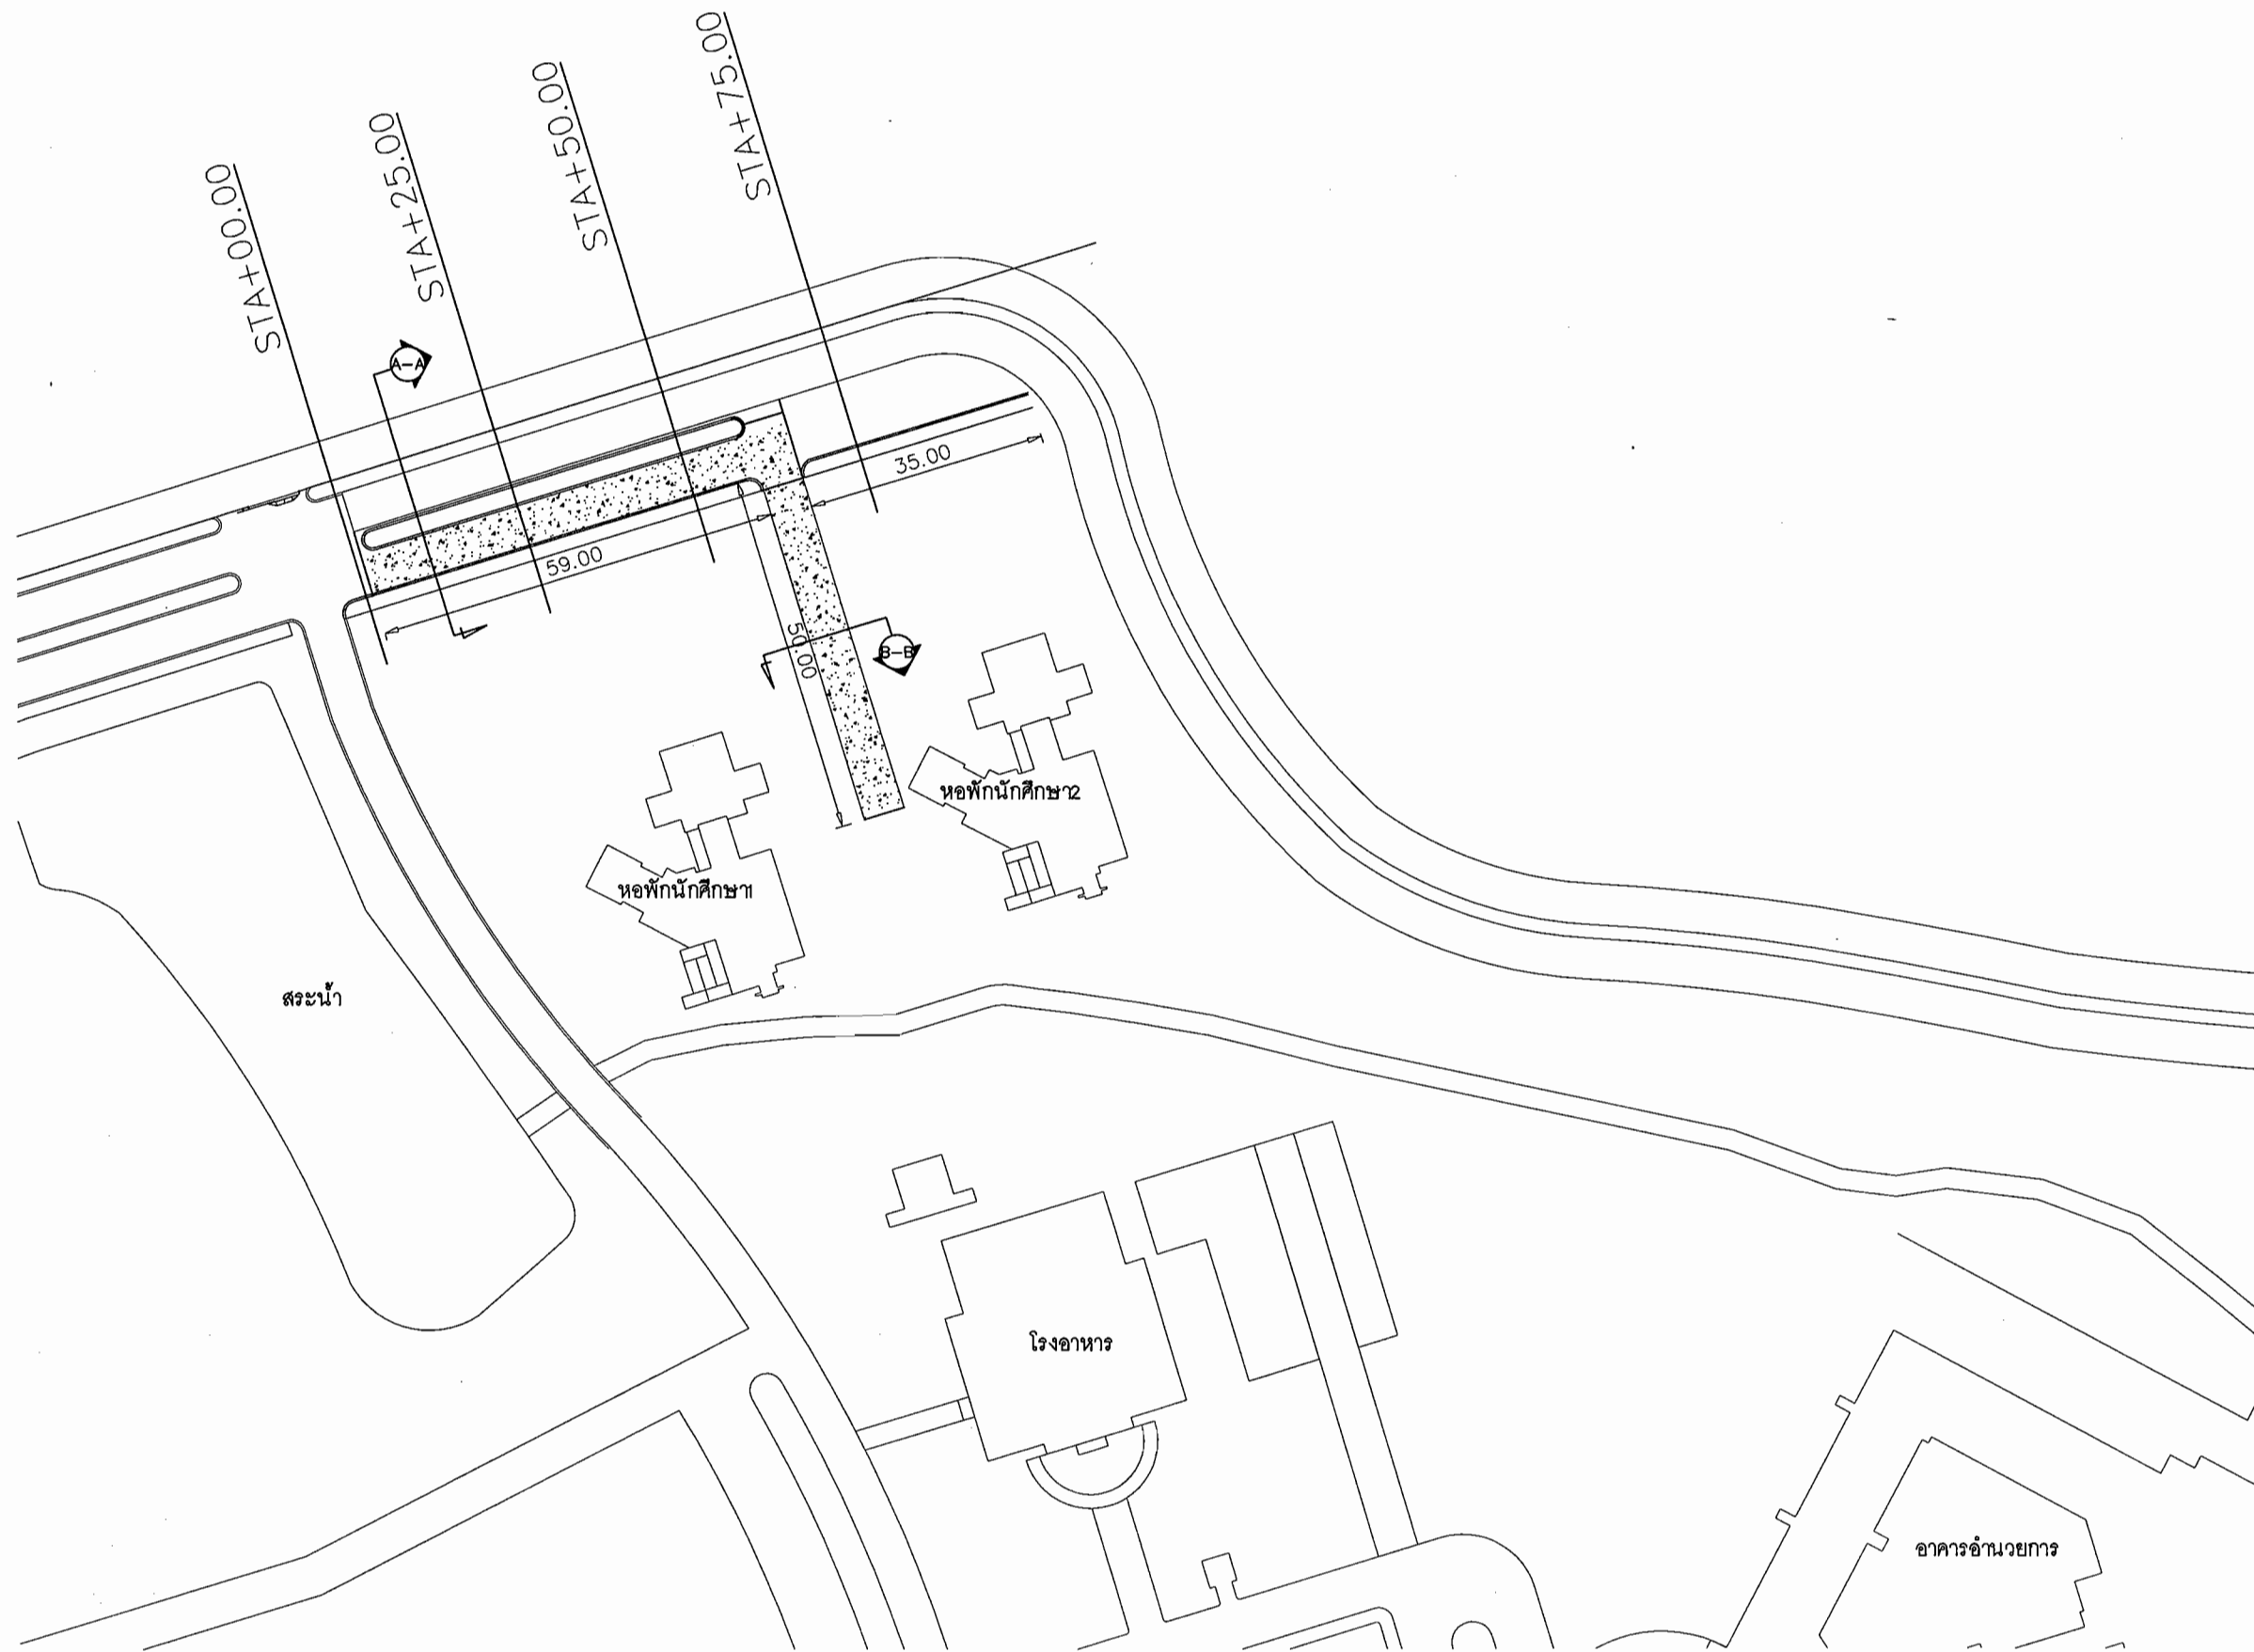 STA+00.00
STA+25.00
STA+50.00
STA+75.00
A-A
35.00
59.00
50.00
B-B
หอพักนักศึกษา2
หอพักนักศึกษา1
สระน้ำ
โรงอาหาร
อาคารอำนวยการ